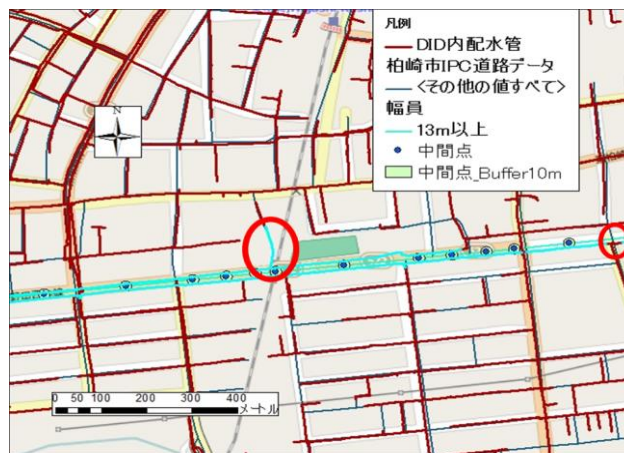 凡例
DID内配水管
柏崎市IPC道路データ
<その他の値すべて>
幅員
13m以上
中間点
中間点_Buffer10m
N
0 50 100 200 300 400
メートル